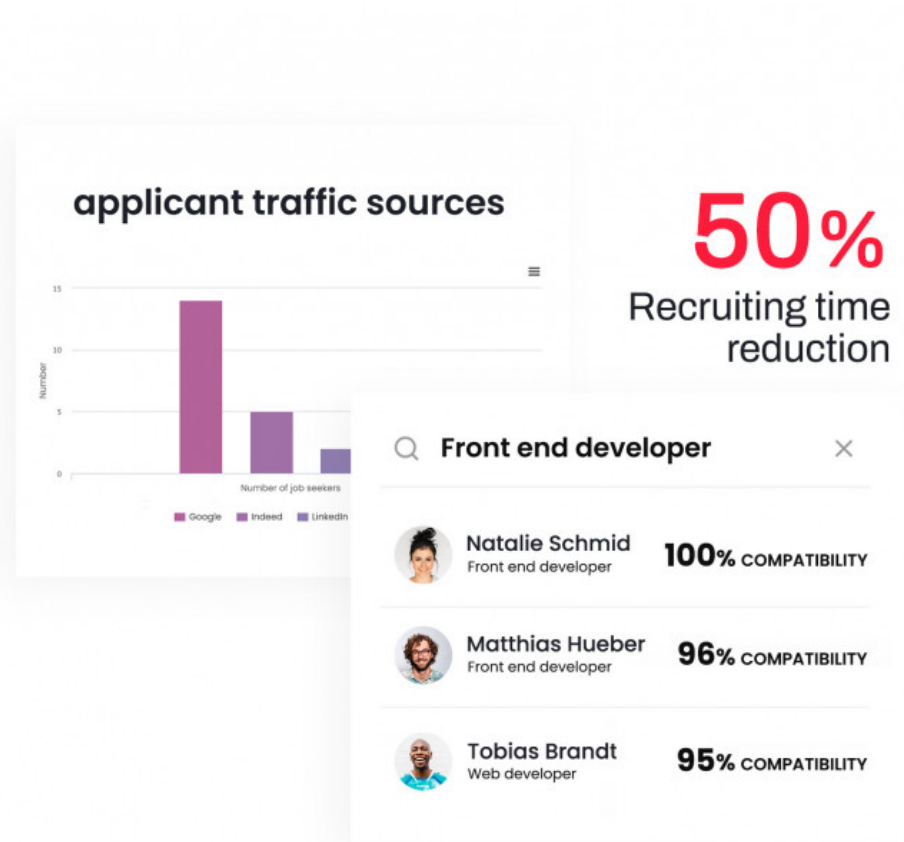 applicant traffic sources
15
10
5
0
Number
Number of job seekers
Google Indeed LinkedIn
50%
Recruiting time
reduction
Front end developer
Natalie Schmid
Front end developer
100% COMPATIBILITY
Matthias Hueber
Front end developer
96% COMPATIBILITY
Tobias Brandt
Web developer
95% COMPATIBILITY